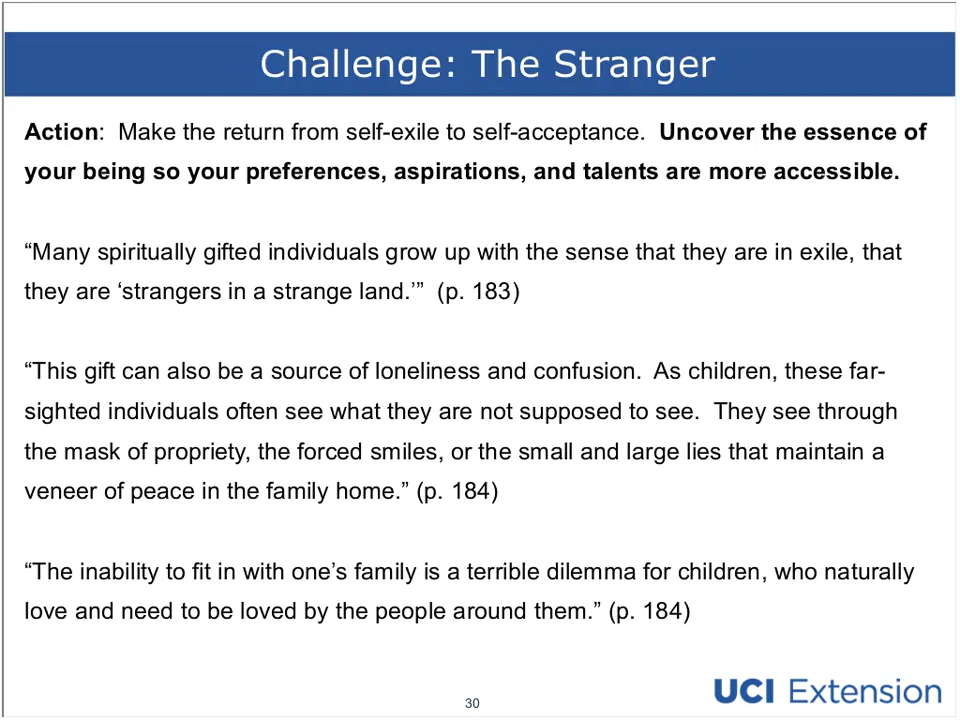 Challenge: The Stranger
Action:  Make the return from self-exile to self-acceptance.  Uncover the essence of
your being so your preferences, aspirations, and talents are more accessible.
“Many spiritually gifted individuals grow up with the sense that they are in exile, that
they are ‘strangers in a strange land.’”  (p. 183)
“This gift can also be a source of loneliness and confusion.  As children, these far-
sighted individuals often see what they are not supposed to see.  They see through
the mask of propriety, the forced smiles, or the small and large lies that maintain a
veneer of peace in the family home.” (p. 184)
“The inability to fit in with one’s family is a terrible dilemma for children, who naturally
love and need to be loved by the people around them.” (p. 184)
30
UCI Extension